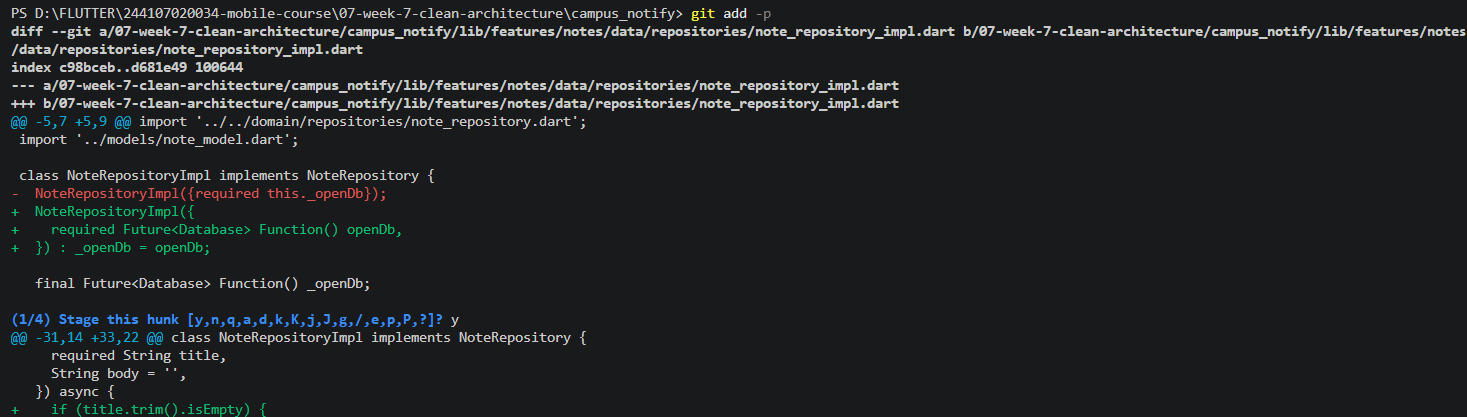 PS D:\FLUTTER\244107020034-mobile-course\07-week-7-clean-architecture\campus_notify> git add -p
diff --git a/07-week-7-clean-architecture/campus_notify/lib/features/notes/data/repositories/note_repository_impl.dart b/07-week-7-clean-architecture/campus_notify/lib/features/notes
/data/repositories/note_repository_impl.dart
index c98bceb..d681e49 100644
--- a/07-week-7-clean-architecture/campus_notify/lib/features/notes/data/repositories/note_repository_impl.dart
+++ b/07-week-7-clean-architecture/campus_notify/lib/features/notes/data/repositories/note_repository_impl.dart
@@ -5,7 +5,9 @@ import '../../domain/repositories/note_repository.dart';
 import '../models/note_model.dart';

 class NoteRepositoryImpl implements NoteRepository {
-  NoteRepositoryImpl({required this._openDb});
+  NoteRepositoryImpl({
+    required Future<Database> Function() openDb,
+  }) : _openDb = openDb;

   final Future<Database> Function() _openDb;

(1/4) Stage this hunk [y,n,q,a,d,k,K,j,J,g,/,e,p,P,?]? y
@@ -31,14 +33,22 @@ class NoteRepositoryImpl implements NoteRepository {
     required String title,
     String body = '',
   }) async {
+    if (title.trim().isEmpty) {